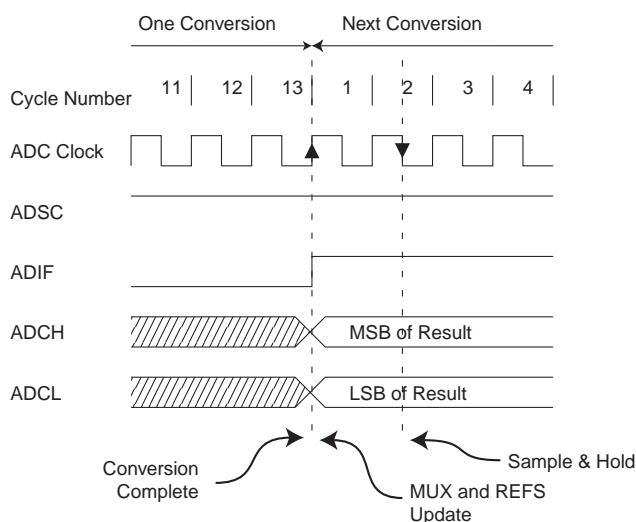 One Conversion Next Conversion
Cycle Number 11 12 13 1 2 3 4
ADC Clock
ADSC
ADIF
ADCH MSB of Result
ADCL LSB of Result
Sample & Hold
Conversion
Complete
MUX and REFS
Update